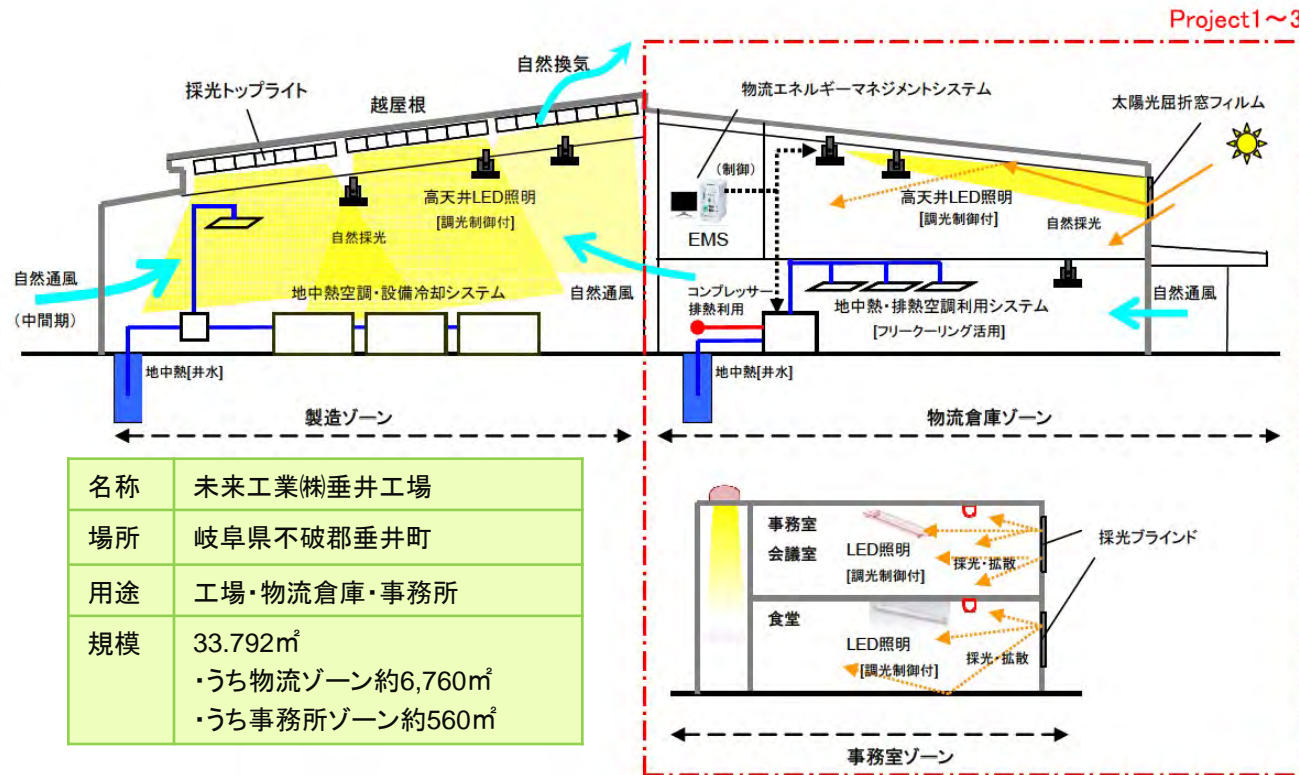 Project1～3
自然換気
採光トップライト
越屋根
物流エネルギーマネジメントシステム
太陽光屈折窓フィルム
(制御)
高天井LED照明
[調光制御付]
自然採光
EMS
高天井LED照明
[調光制御付]
自然採光
自然通風
(中間期)
地中熱空調・設備冷却システム
自然通風
コンプレッサー
排熱利用
地中熱・排熱空調利用システム
[フリークーリング活用]
自然通風
地中熱[井水]
地中熱[井水]
製造ゾーン
物流倉庫ゾーン
名称 未来工業㈱垂井工場
場所 岐阜県不破郡垂井町
用途 工場・物流倉庫・事務所
規模 33.792㎡
・うち物流ゾーン約6,760㎡
・うち事務所ゾーン約560㎡
事務室
会議室
LED照明
[調光制御付]
採光・拡散
採光ブラインド
食堂
LED照明
[調光制御付]
採光・拡散
事務室ゾーン